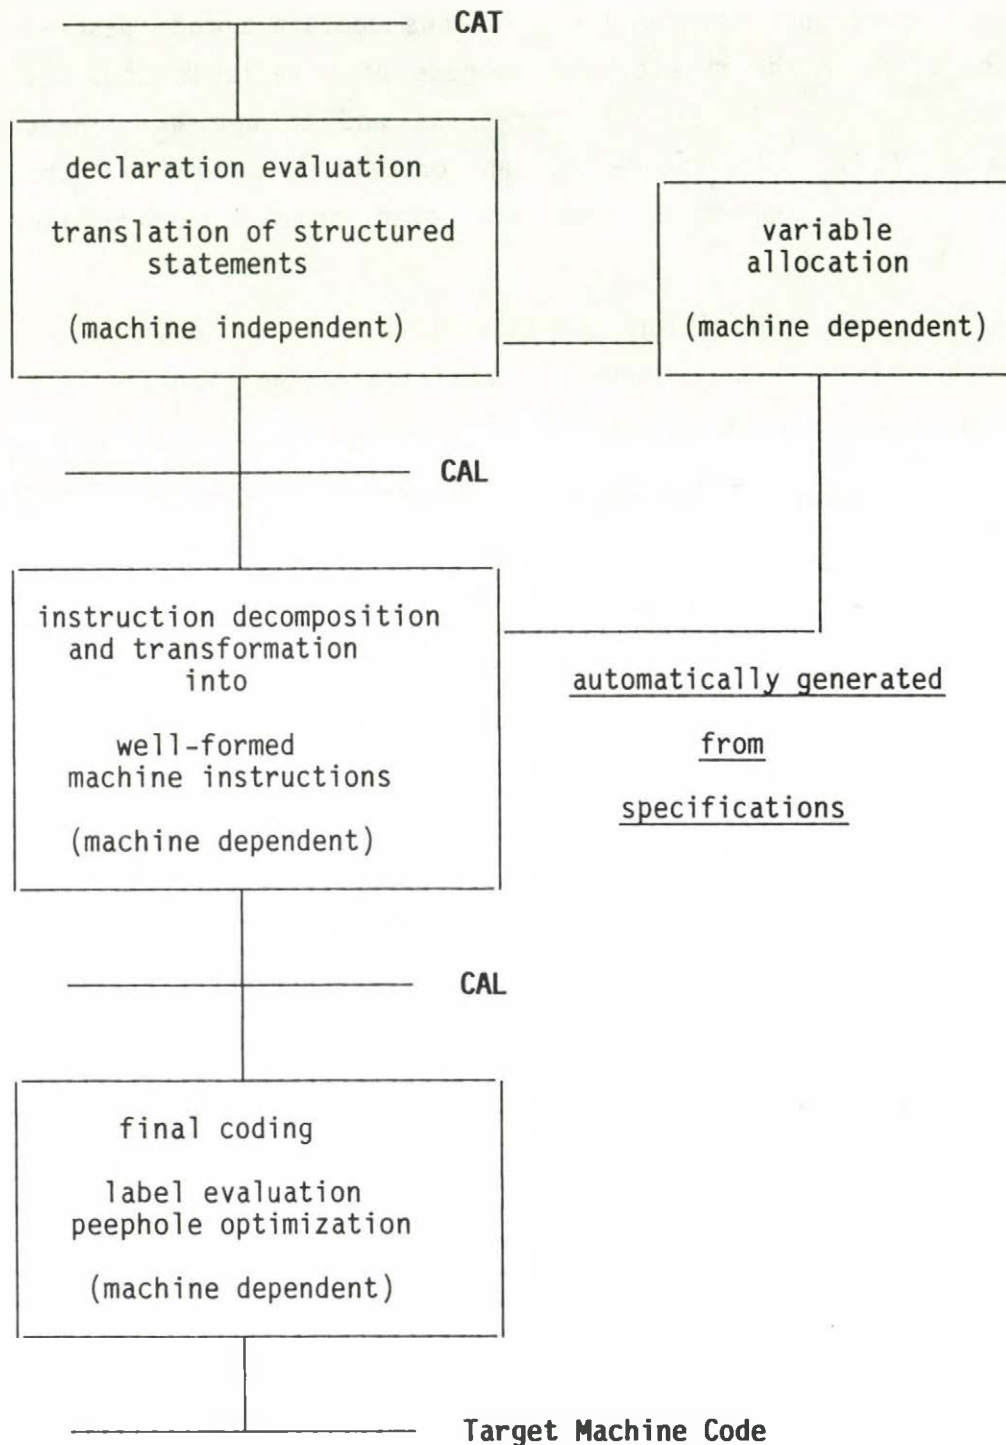 CAT
declaration evaluation
translation of structured
statements
(machine independent)
variable
allocation
(machine dependent)
CAL
instruction decomposition
and transformation
into
well-formed
machine instructions
(machine dependent)
automatically generated
from
specifications
CAL
final coding
label evaluation
peephole optimization
(machine dependent)
Target Machine Code